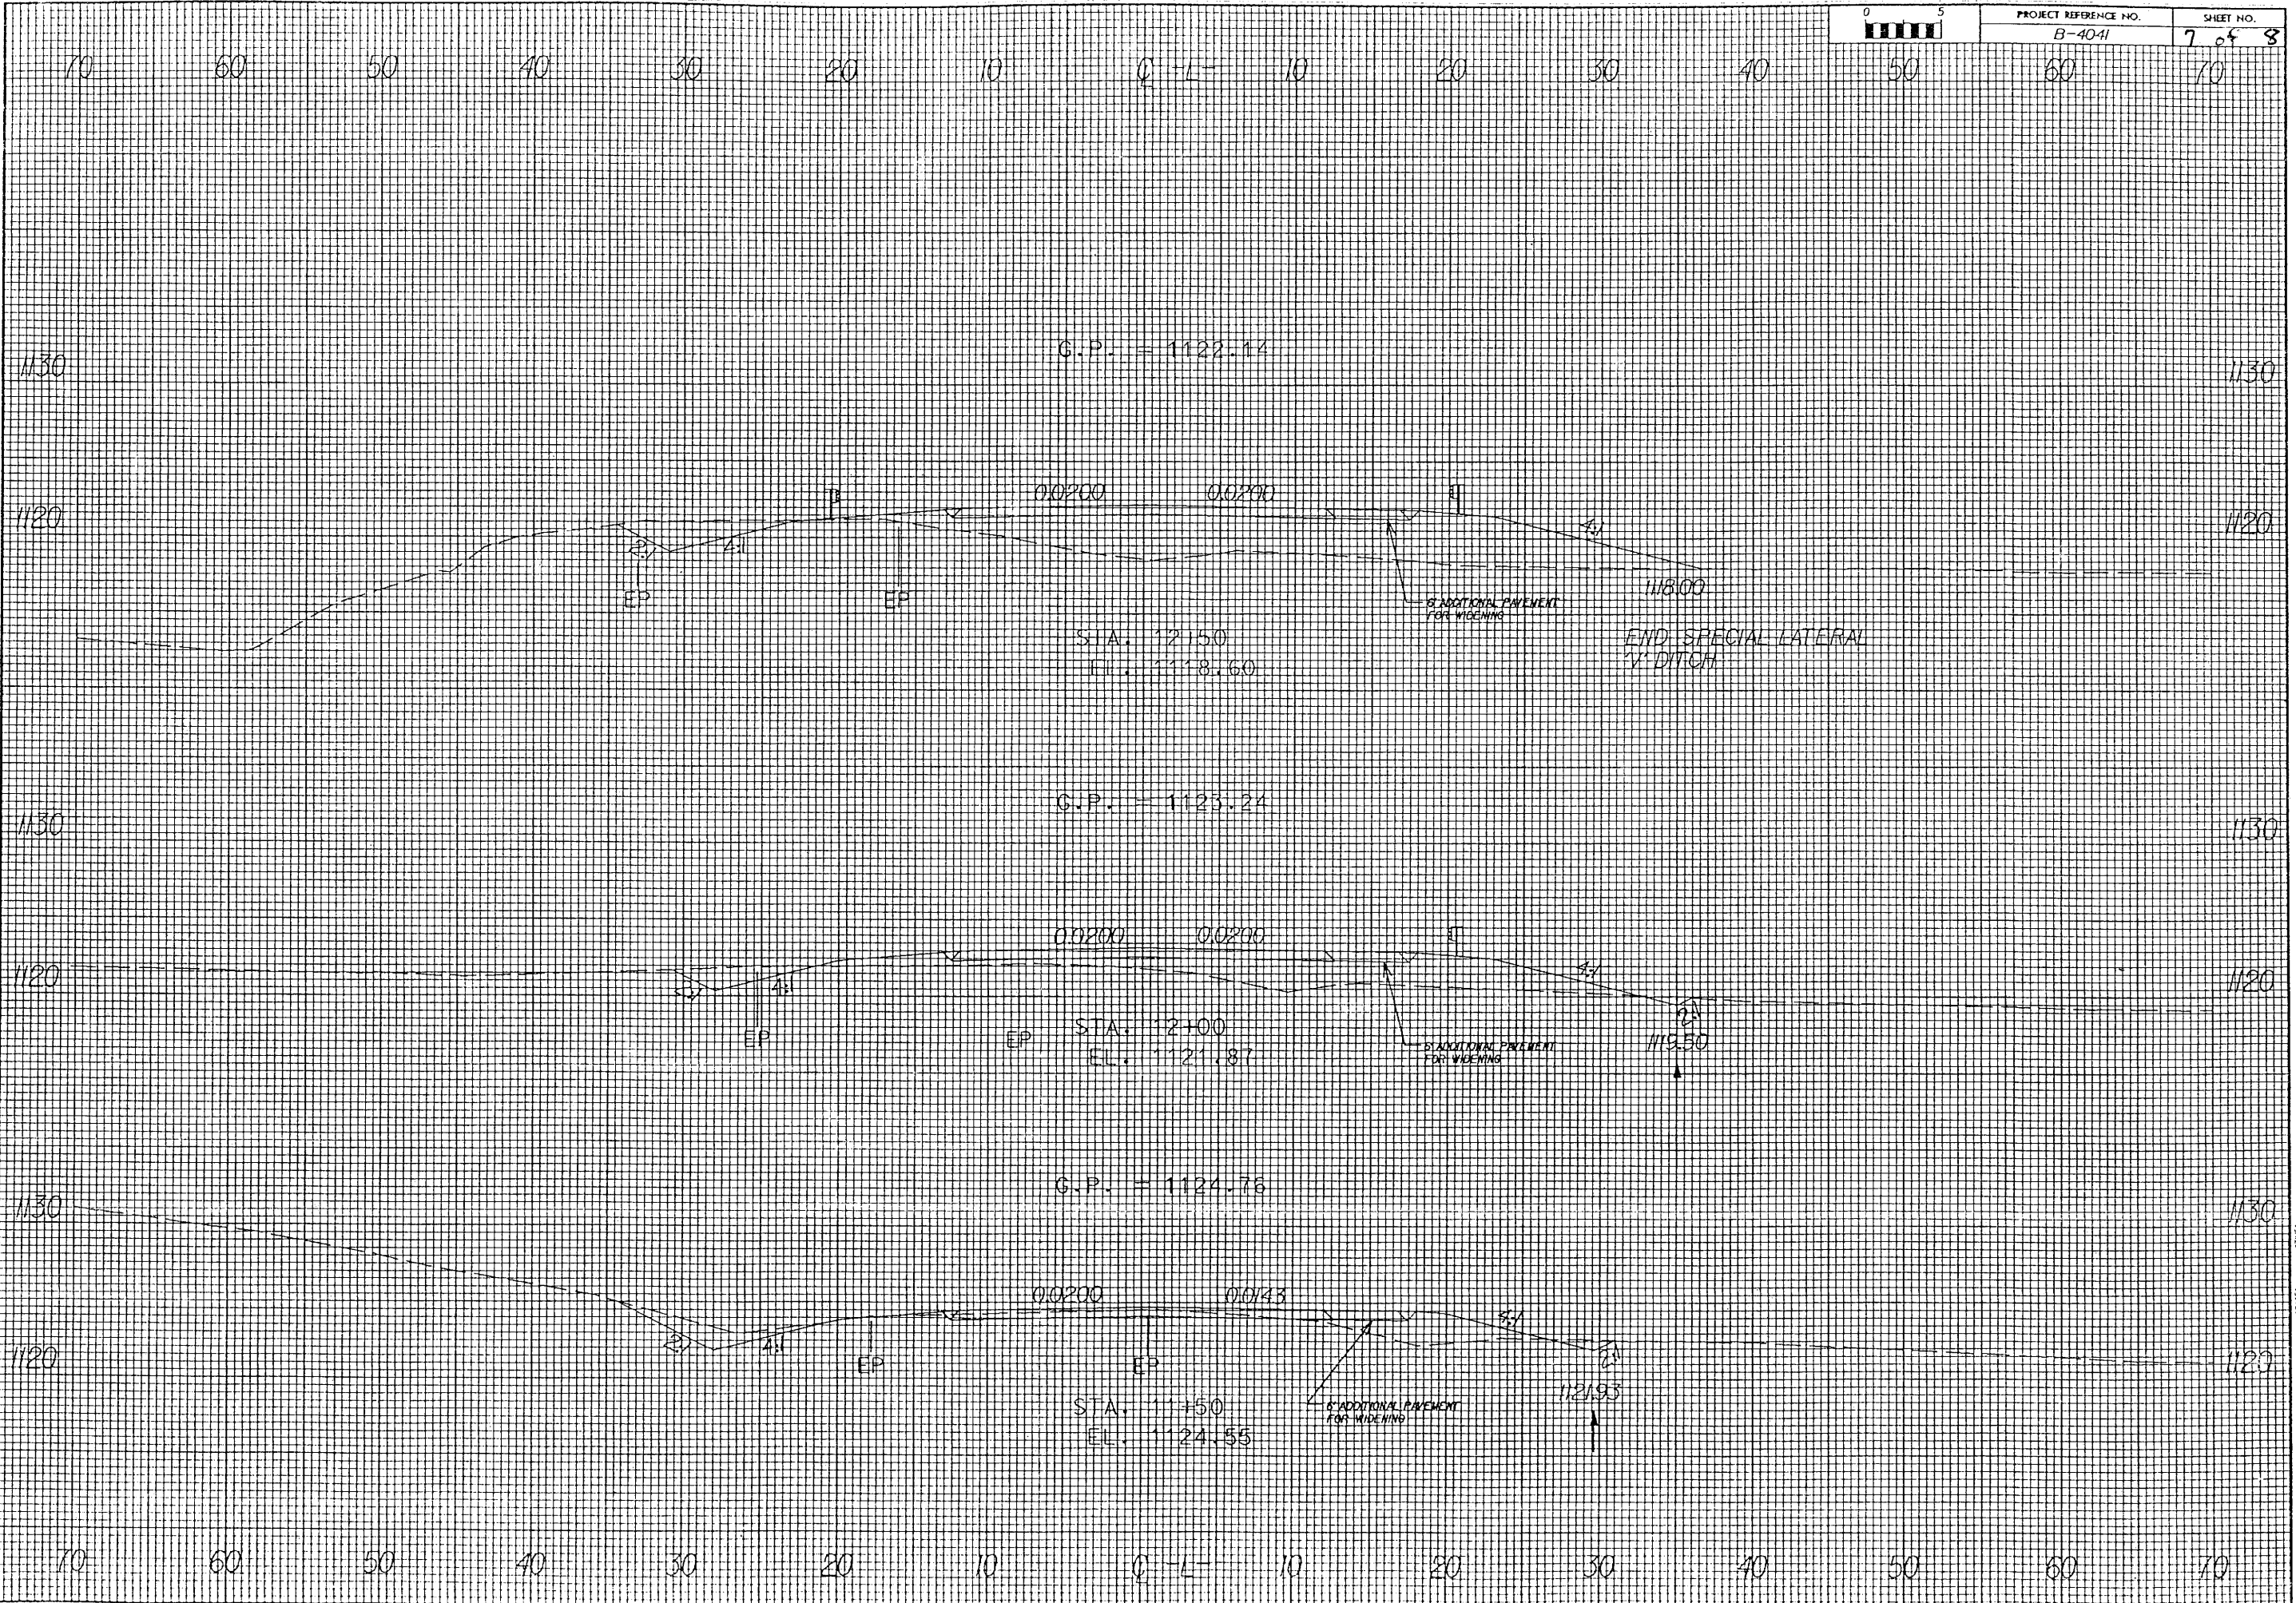 0 5
PROJECT REFERENCE NO. SHEET NO.
B-4041 7 of 8
70 60 50 40 30 20 10 ℄ -L- 10 20 30 40 50 60 70
G.P. = 1122.14
1130 1130
0.0200 0.0200
1120 1120
2:1 4:1 4:1
EP EP
1118.00
6' ADDITIONAL PAVEMENT
FOR WIDENING
STA. 12+50
EL. 1118.60
END SPECIAL LATERAL
'V' DITCH
G.P. = 1123.24
1130 1130
0.0200 0.0200
1120 1120
2:1 4:1 4:1 2:1
EP EP
STA. 12+00
EL. 1121.87
6' ADDITIONAL PAVEMENT
FOR WIDENING
1119.50
G.P. = 1124.76
1130 1130
0.0200 0.0143
1120 1120
2:1 4:1 4:1 2:1
EP EP
1121.93
STA. 11+50
EL. 1124.55
6' ADDITIONAL PAVEMENT
FOR WIDENING
70 60 50 40 30 20 10 ℄ -L- 10 20 30 40 50 60 70